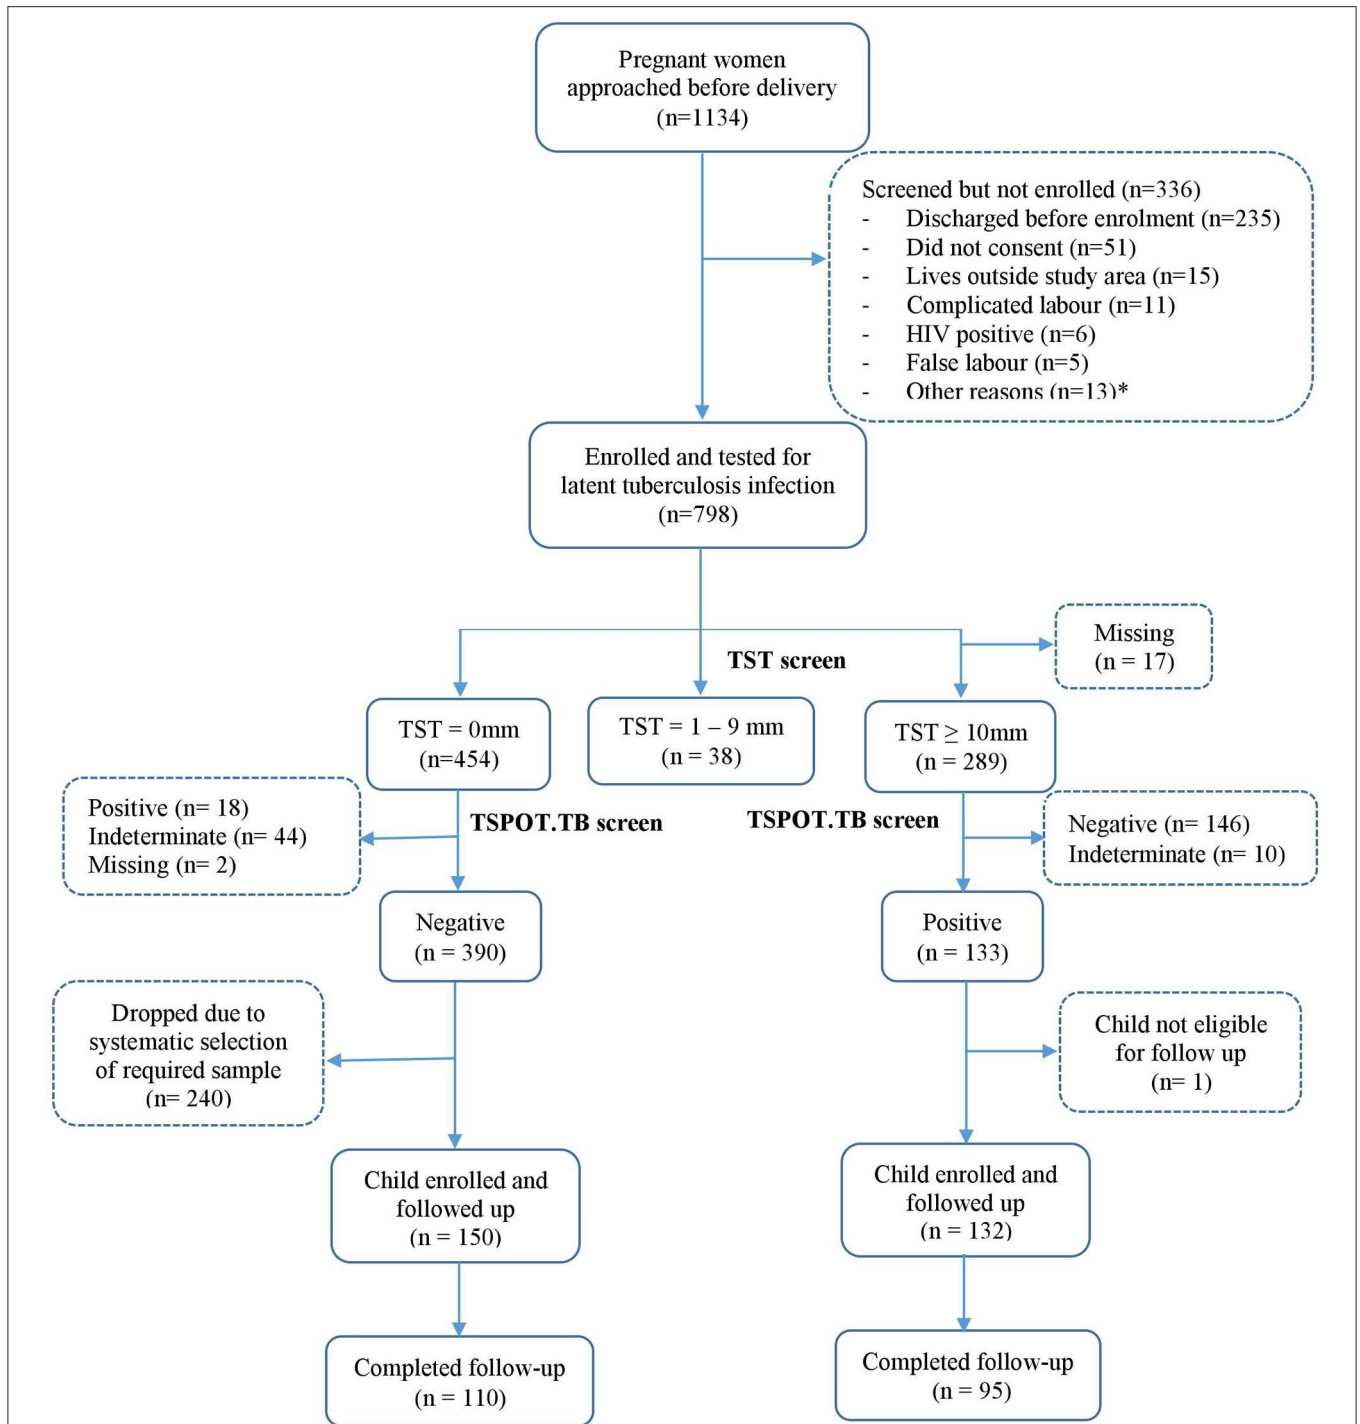 Pregnant women
approached before delivery
(n=1134)
Screened but not enrolled (n=336)
- Discharged before enrolment (n=235)
- Did not consent (n=51)
- Lives outside study area (n=15)
- Complicated labour (n=11)
- HIV positive (n=6)
- False labour (n=5)
- Other reasons (n=13)*
Enrolled and tested for
latent tuberculosis infection
(n=798)
Missing
(n = 17)
TST screen
TST = 0mm
(n=454)
TST = 1 – 9 mm
(n = 38)
TST ≥ 10mm
(n = 289)
Positive (n= 18)
Indeterminate (n= 44)
Missing (n= 2)
TSPOT.TB screen
TSPOT.TB screen
Negative (n= 146)
Indeterminate (n= 10)
Negative
(n = 390)
Positive
(n = 133)
Dropped due to
systematic selection
of required sample
(n= 240)
Child not eligible
for follow up
(n= 1)
Child enrolled and
followed up
(n = 150)
Child enrolled and
followed up
(n = 132)
Completed follow-up
(n = 110)
Completed follow-up
(n = 95)